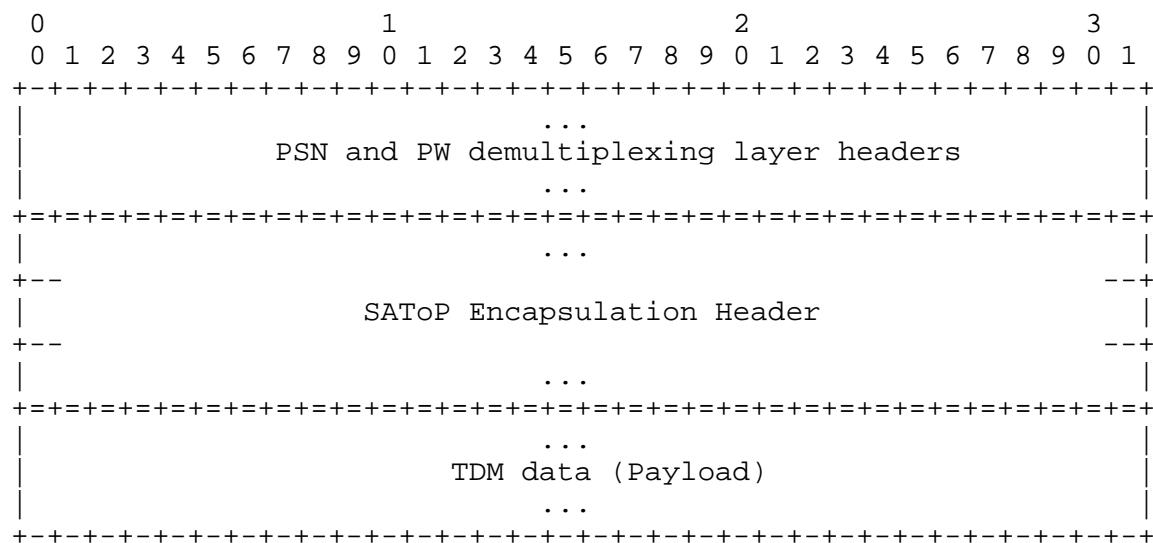 0                   1                   2                   3
 0 1 2 3 4 5 6 7 8 9 0 1 2 3 4 5 6 7 8 9 0 1 2 3 4 5 6 7 8 9 0 1
+-+-+-+-+-+-+-+-+-+-+-+-+-+-+-+-+-+-+-+-+-+-+-+-+-+-+-+-+-+-+-+-+
|                              ...                              |
|              PSN and PW demultiplexing layer headers          |
|                              ...                              |
+=+=+=+=+=+=+=+=+=+=+=+=+=+=+=+=+=+=+=+=+=+=+=+=+=+=+=+=+=+=+=+=+
|                              ...                              |
+--                                                           --+
|                   SAToP Encapsulation Header                  |
+--                                                           --+
|                              ...                              |
+=+=+=+=+=+=+=+=+=+=+=+=+=+=+=+=+=+=+=+=+=+=+=+=+=+=+=+=+=+=+=+=+
|                              ...                              |
|                        TDM data (Payload)                     |
|                              ...                              |
+-+-+-+-+-+-+-+-+-+-+-+-+-+-+-+-+-+-+-+-+-+-+-+-+-+-+-+-+-+-+-+-+